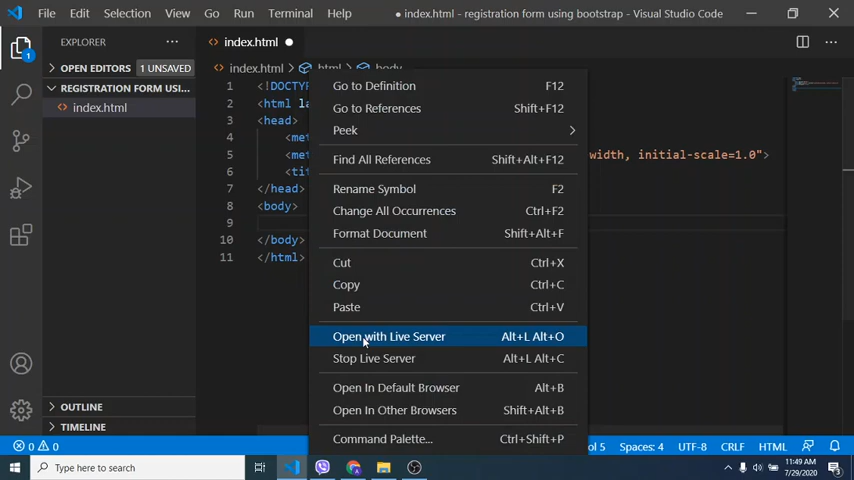 File Edit Selection View Go Run Terminal Help ● index.html - registration form using bootstrap - Visual Studio Code
EXPLORER ...
index.html
OPEN EDITORS 1 UNSAVED
REGISTRATION FORM USI...
index.html
index.html > html > body
1 <!DOCTYP
2 <html la
3 <head>
4 <met
5 <met width, initial-scale=1.0">
6 <tit
7 </head>
8 <body>
9
10 </body>
11 </html>
Go to Definition F12
Go to References Shift+F12
Peek
Find All References Shift+Alt+F12
Rename Symbol F2
Change All Occurrences Ctrl+F2
Format Document Shift+Alt+F
Cut Ctrl+X
Copy Ctrl+C
Paste Ctrl+V
Open with Live Server Alt+L Alt+O
Stop Live Server Alt+L Alt+C
Open In Default Browser Alt+B
Open In Other Browsers Shift+Alt+B
Command Palette... Ctrl+Shift+P
OUTLINE
TIMELINE
1
0 0 ol 5 Spaces: 4 UTF-8 CRLF HTML
Type here to search
11:49 AM
7/29/2020
3